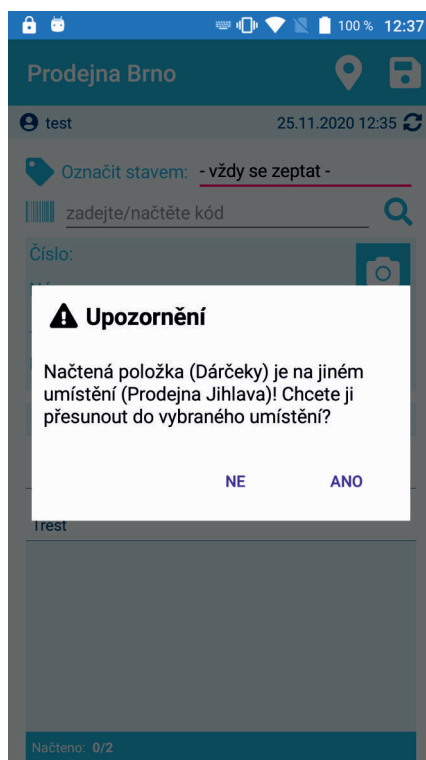 100 % 12:37
Prodejna Brno
test 25.11.2020 12:35
Označit stavem: - vždy se zeptat -
zadejte/načtěte kód
Číslo:
Upozornění
Načtená položka (Dárčeky) je na jiném
umístění (Prodejna Jihlava)! Chcete ji
přesunout do vybraného umístění?
NE ANO
Trest
Načteno: 0/2